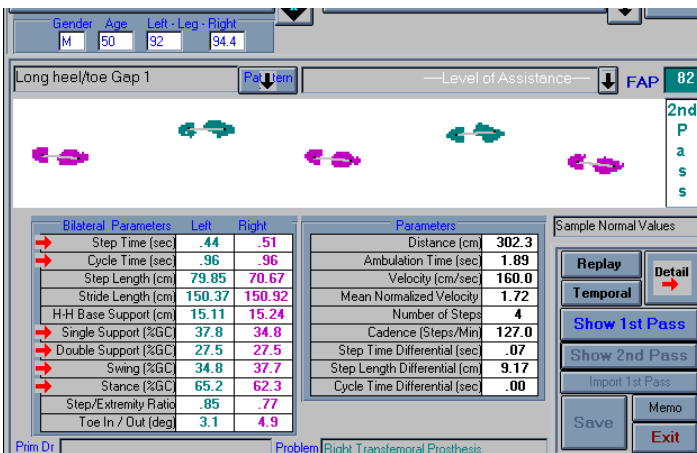 Gender Age Left - Leg - Right
M 50 92 94.4
Long heel/toe Gap 1 —Level of Assistance— FAP 82
2nd
P
a
s
s
Bilateral Parameters Left Right
Step Time (sec) .44 .51
Cycle Time (sec) .96 .96
Step Length (cm) 79.85 70.67
Stride Length (cm) 150.37 150.92
H-H Base Support (cm) 15.11 15.24
Single Support (%GC) 37.8 34.8
Double Support (%GC) 27.5 27.5
Swing (%GC) 34.8 37.7
Stance (%GC) 65.2 62.3
Step/Extremity Ratio .85 .77
Toe In / Out (deg) 3.1 4.9
Parameters
Distance (cm) 302.3
Ambulation Time (sec) 1.89
Velocity (cm/sec) 160.0
Mean Normalized Velocity 1.72
Number of Steps 4
Cadence (Steps/Min) 127.0
Step Time Differential (sec) .07
Step Length Differential (cm) 9.17
Cycle Time Differential (sec) .00
Sample Normal Values
Replay
Detail
Temporal
Show 1st Pass
Show 2nd Pass
Import 1st Pass
Save
Memo
Exit
Prim Dr Problem Right Transfemoral Prosthesis